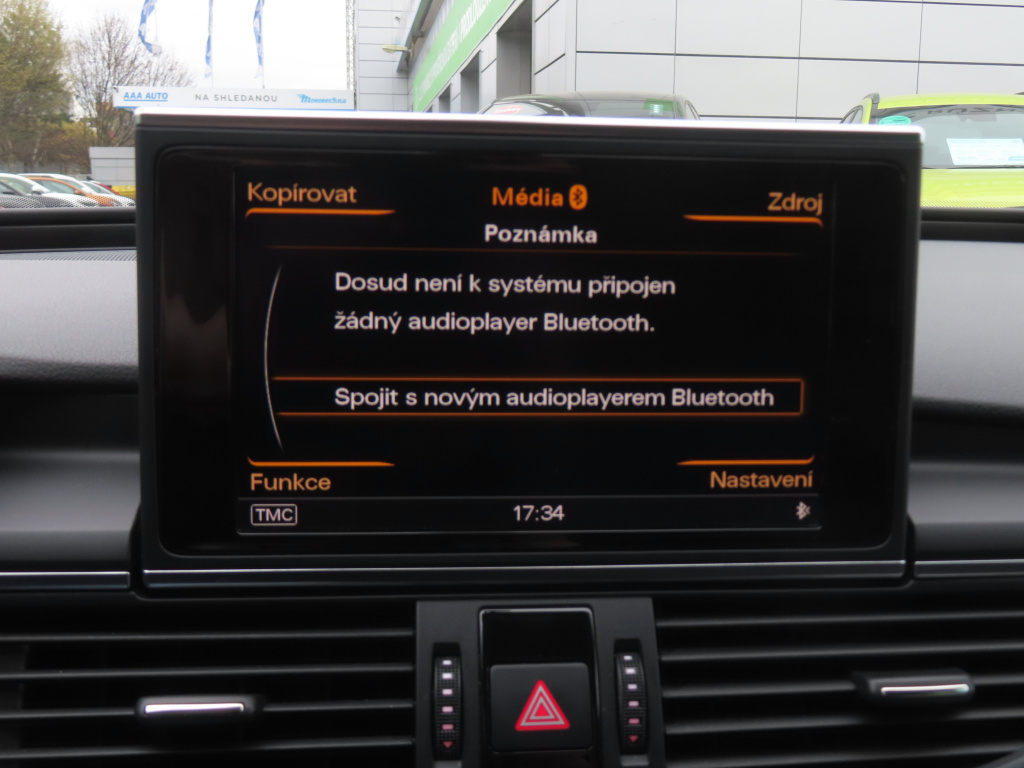 AAA AUTO
NA SHLEDANOU
Mototechna
Kopírovat
Média
Zdroj
Poznámka
Dosud není k systému připojen
žádný audioplayer Bluetooth.
Spojit s novým audioplayerem Bluetooth
Funkce
Nastavení
TMC
17:34